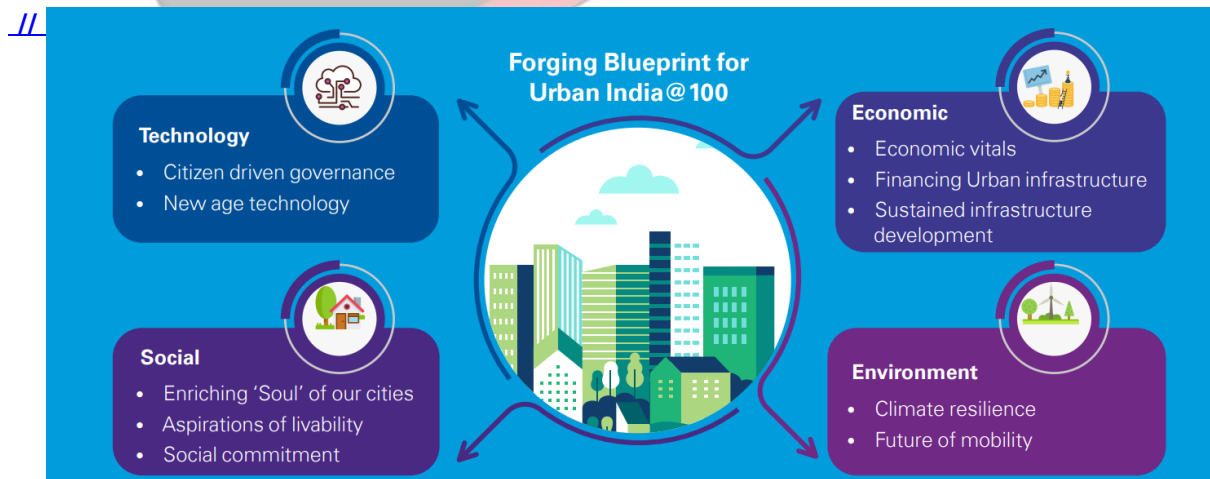 //
Forging Blueprint for
Urban India@100
Technology
• Citizen driven governance
• New age technology
Economic
• Economic vitals
• Financing Urban infrastructure
• Sustained infrastructure
development
Social
• Enriching ‘Soul’ of our cities
• Aspirations of livability
• Social commitment
Environment
• Climate resilience
• Future of mobility